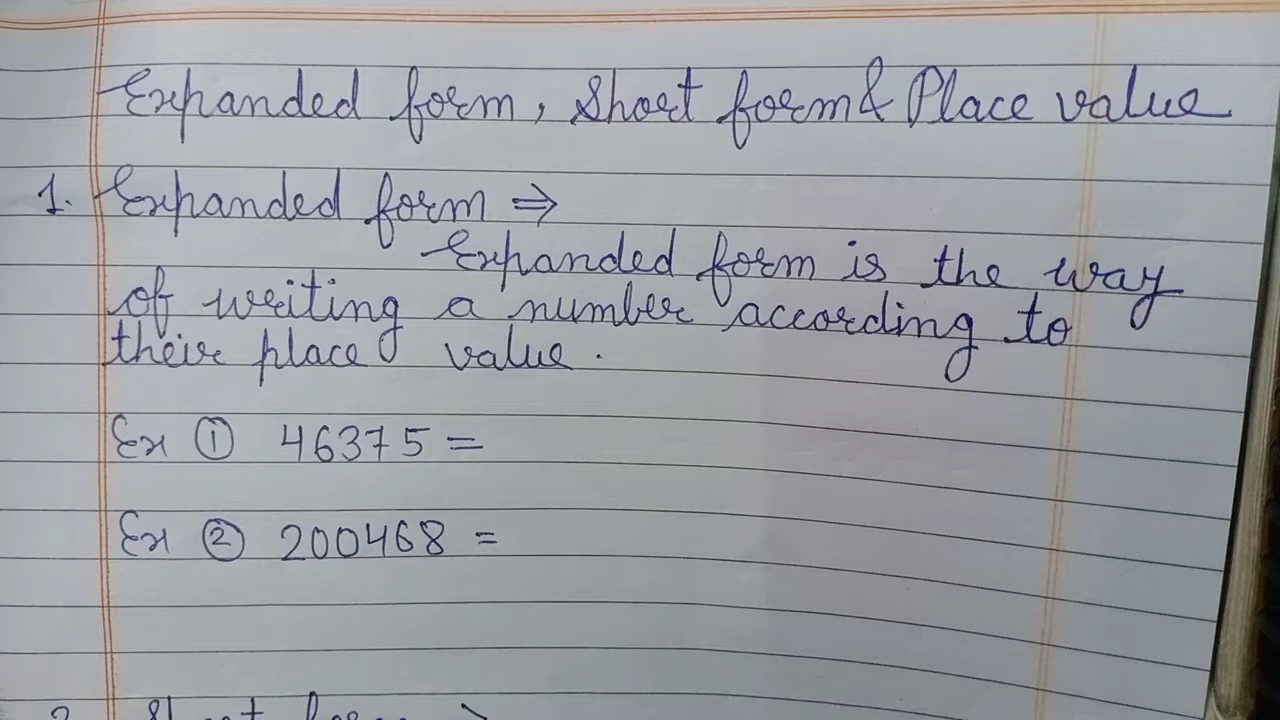 Expanded form, Short form & Place value
1. Expanded form ⇒
Expanded form is the way
of writing a number according to
their place value.
Ex ① 46375 =
Ex ② 200468 =